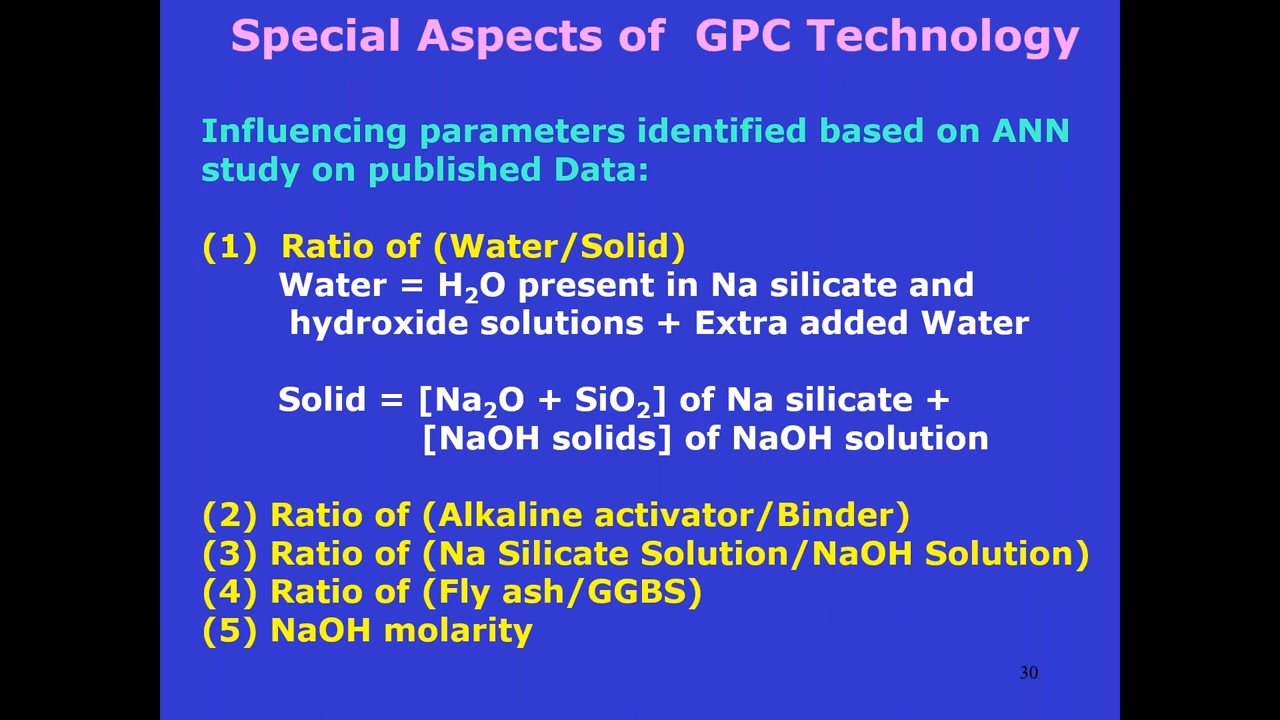 Special Aspects of GPC Technology
Influencing parameters identified based on ANN
study on published Data:
(1) Ratio of (Water/Solid)
Water = H₂O present in Na silicate and
hydroxide solutions + Extra added Water
Solid = [Na₂O + SiO₂] of Na silicate +
[NaOH solids] of NaOH solution
(2) Ratio of (Alkaline activator/Binder)
(3) Ratio of (Na Silicate Solution/NaOH Solution)
(4) Ratio of (Fly ash/GGBS)
(5) NaOH molarity
30